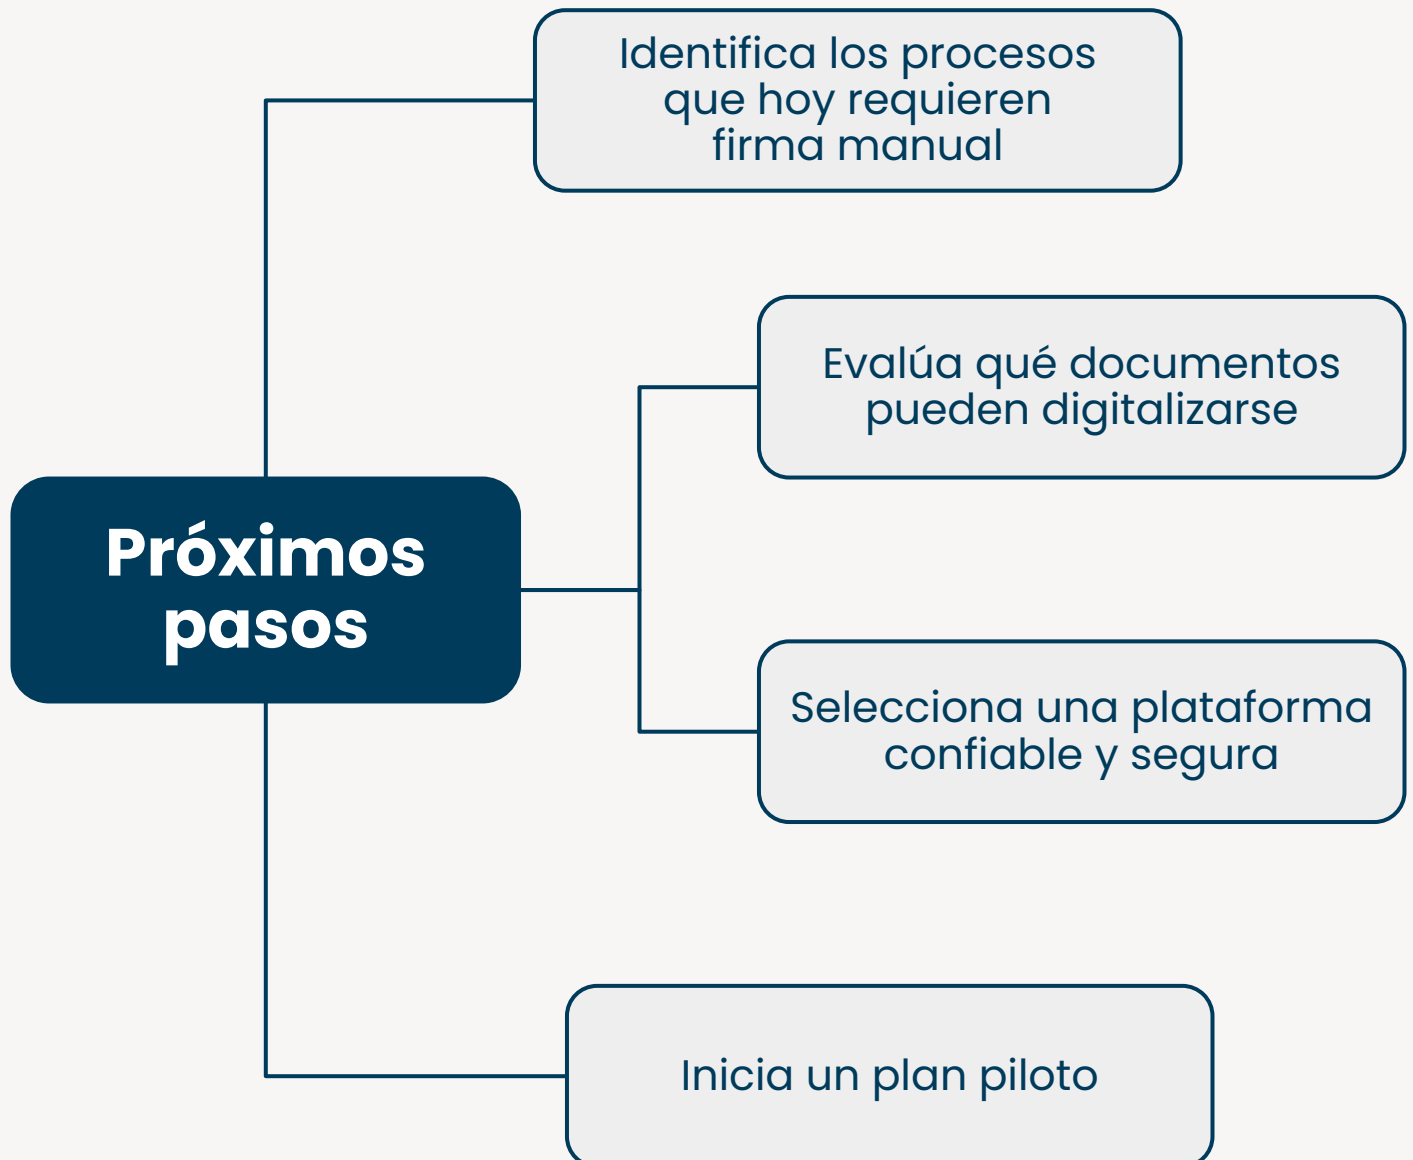 Identifica los procesos
que hoy requieren
firma manual
Evalúa qué documentos
pueden digitalizarse
Próximos
pasos
Selecciona una plataforma
confiable y segura
Inicia un plan piloto